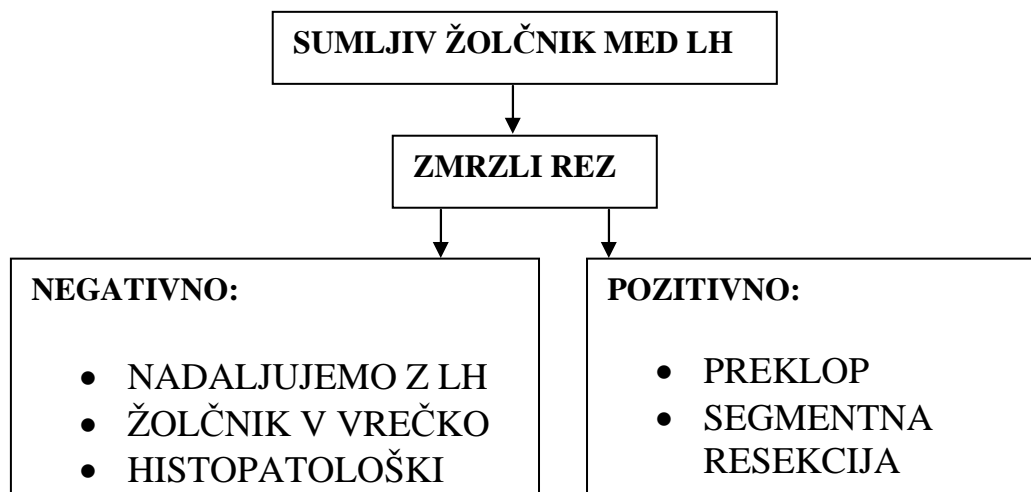 SUMLJIV ŽOLČNIK MED LH
ZMRZLI REZ
NEGATIVNO:
• NADALJUJEMO Z LH
• ŽOLČNIK V VREČKO
• HISTOPATOLOŠKI
POZITIVNO:
• PREKLOP
• SEGMENTNA
RESEKCIJA